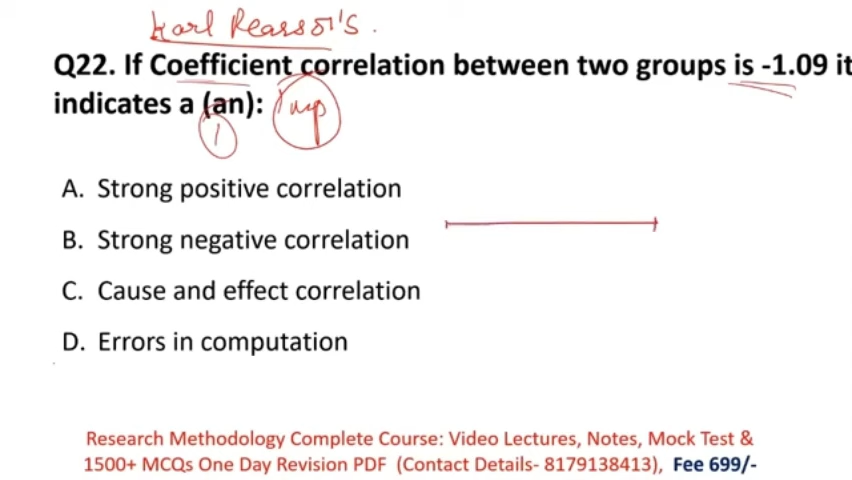 Karl Pearson's.
Q22. If Coefficient correlation between two groups is -1.09 it
indicates a (an): Imp
1
A. Strong positive correlation
B. Strong negative correlation
C. Cause and effect correlation
D. Errors in computation
Research Methodology Complete Course: Video Lectures, Notes, Mock Test &
1500+ MCQs One Day Revision PDF (Contact Details- 8179138413), Fee 699/-